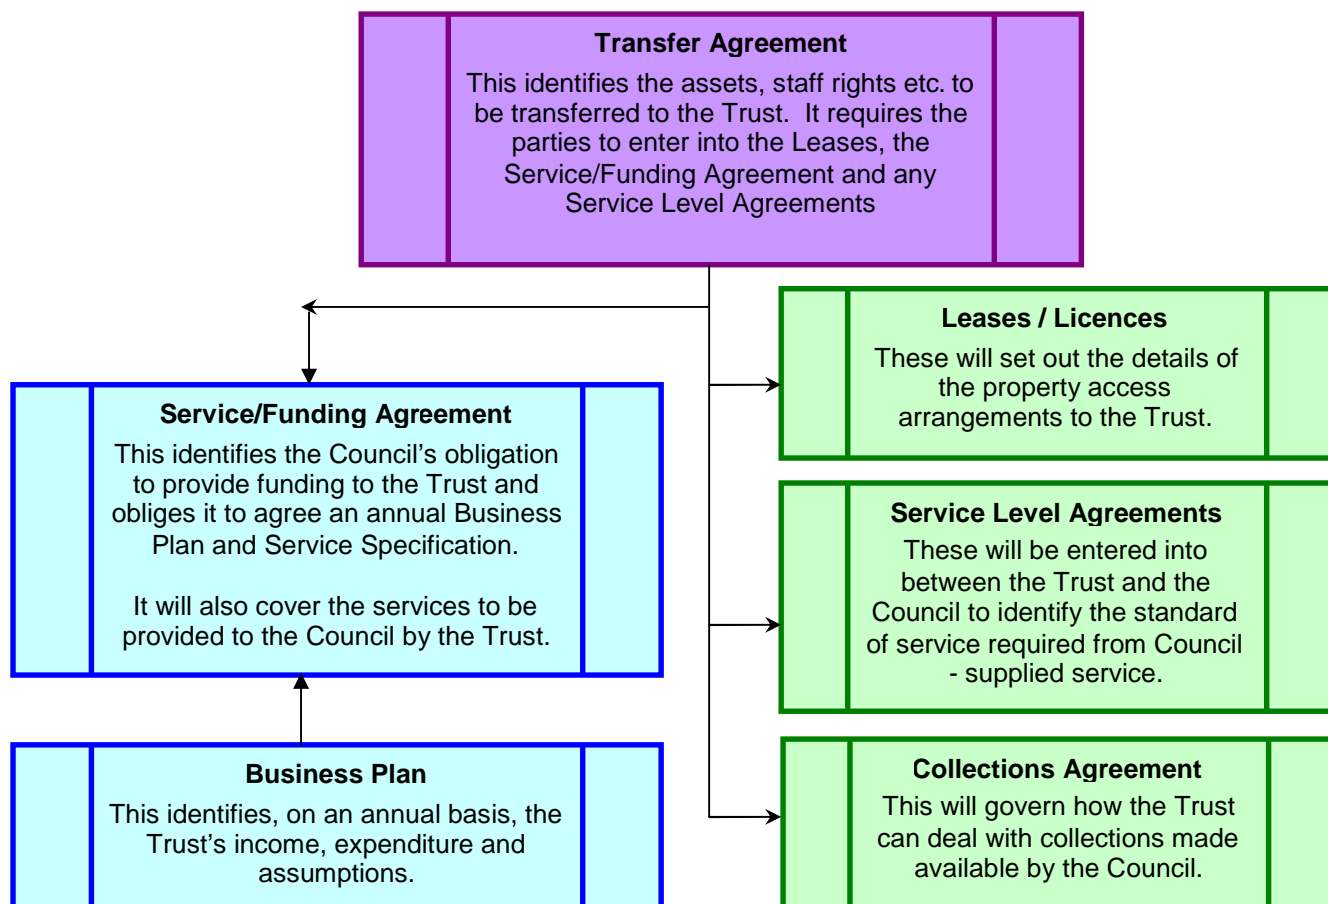 Transfer Agreement
This identifies the assets, staff rights etc. to
be transferred to the Trust.  It requires the
parties to enter into the Leases, the
Service/Funding Agreement and any
Service Level Agreements
Leases / Licences
These will set out the details of
the property access
arrangements to the Trust.
Service/Funding Agreement
This identifies the Council’s obligation
to provide funding to the Trust and
obliges it to agree an annual Business
Plan and Service Specification.
It will also cover the services to be
provided to the Council by the Trust.
Service Level Agreements
These will be entered into
between the Trust and the
Council to identify the standard
of service required from Council
- supplied service.
Business Plan
This identifies, on an annual basis, the
Trust’s income, expenditure and
assumptions.
Collections Agreement
This will govern how the Trust
can deal with collections made
available by the Council.